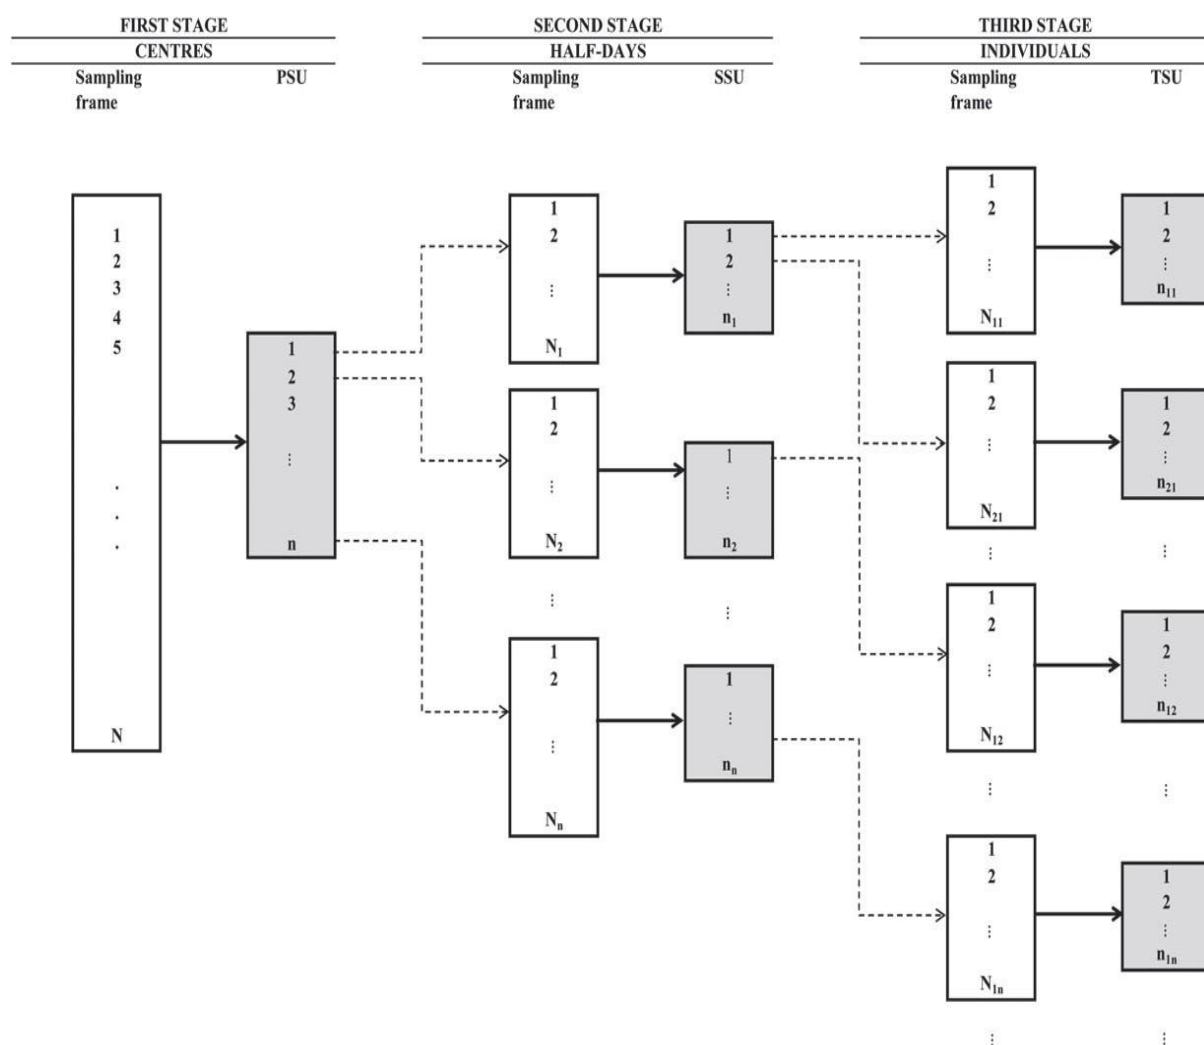 FIRST STAGE
CENTRES
Sampling frame
PSU
1
2
3
4
5
.
.
.
N
1
2
3
⋮
n
SECOND STAGE
HALF-DAYS
Sampling frame
SSU
1
2
⋮
N₁
1
2
⋮
n₁
1
2
⋮
N₂
1
⋮
n₂
⋮
⋮
1
2
⋮
Nₙ
1
⋮
nₙ
THIRD STAGE
INDIVIDUALS
Sampling frame
TSU
1
2
⋮
N₁₁
1
2
⋮
n₁₁
1
2
⋮
N₂₁
1
2
⋮
n₂₁
⋮
⋮
1
2
⋮
N₁₂
1
2
⋮
n₁₂
⋮
⋮
1
2
⋮
N₁ₙ
1
2
⋮
n₁ₙ
⋮
⋮